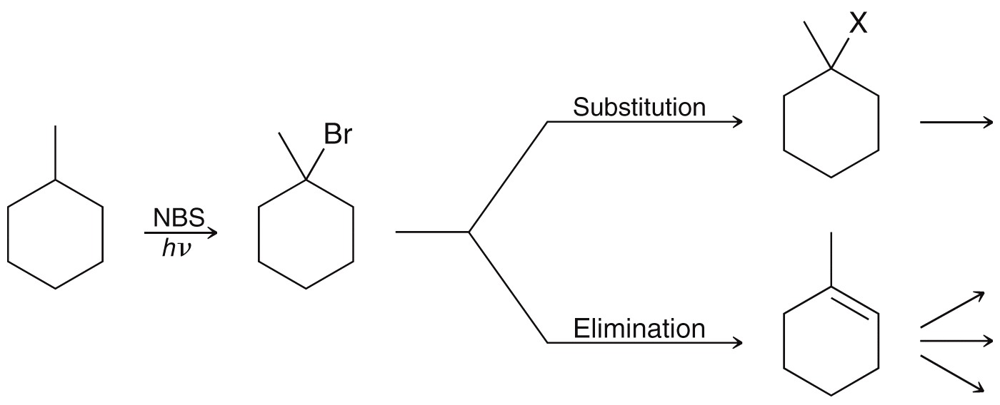 NBS
hν
Br
Substitution
X
Elimination